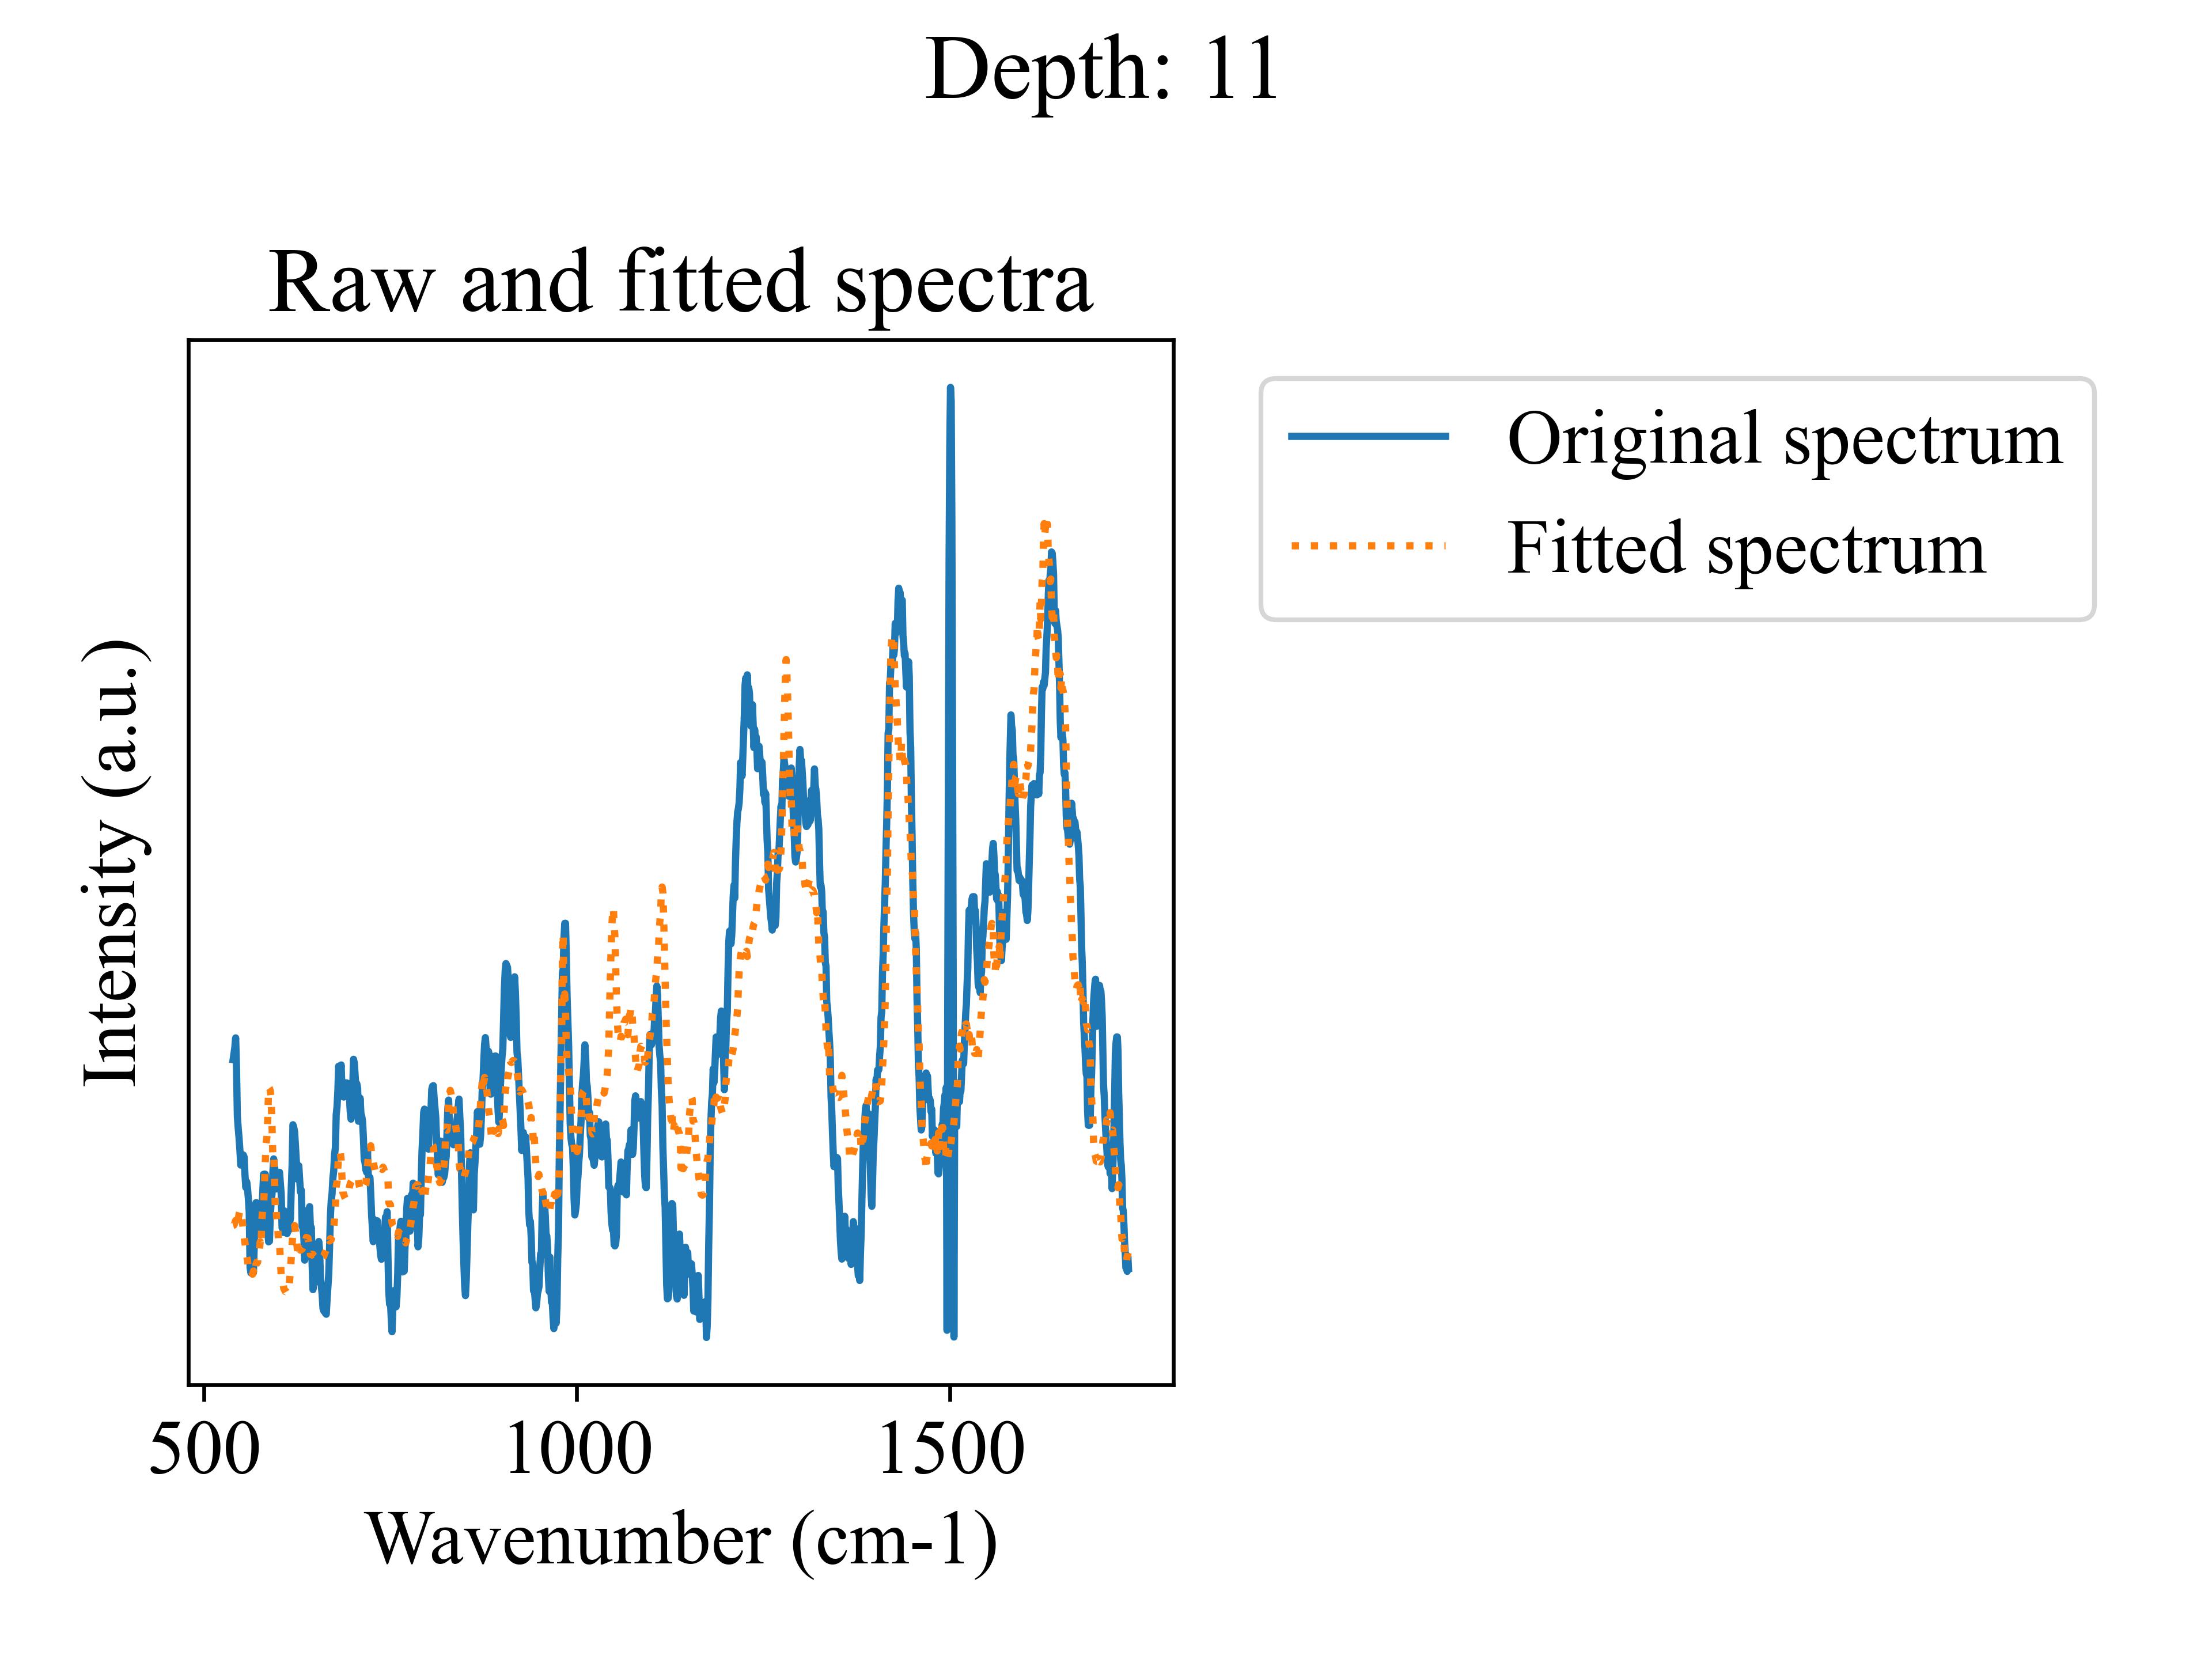 Depth: 11
Raw and fitted spectra
Original spectrum
Fitted spectrum
Intensity (a.u.)
500 1000 1500
Wavenumber (cm-1)